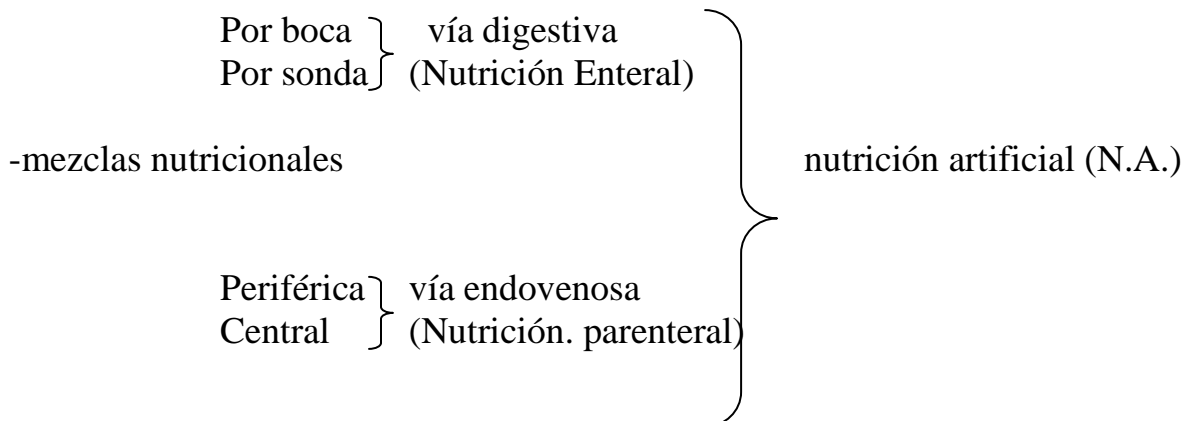 Por boca vía digestiva
Por sonda (Nutrición Enteral)
-mezclas nutricionales nutrición artificial (N.A.)
Periférica vía endovenosa
Central (Nutrición. parenteral)